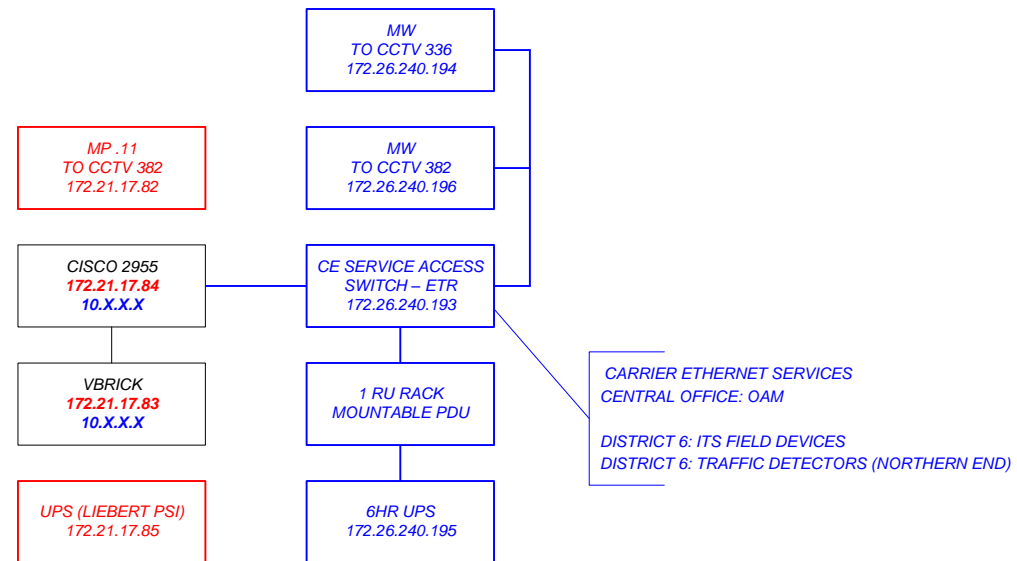 MW
TO CCTV 336
172.26.240.194
MP .11
TO CCTV 382
172.21.17.82
MW
TO CCTV 382
172.26.240.196
CISCO 2955
172.21.17.84
10.X.X.X
CE SERVICE ACCESS
SWITCH – ETR
172.26.240.193
VBRICK
172.21.17.83
10.X.X.X
1 RU RACK
MOUNTABLE PDU
CARRIER ETHERNET SERVICES
CENTRAL OFFICE: OAM
DISTRICT 6: ITS FIELD DEVICES
DISTRICT 6: TRAFFIC DETECTORS (NORTHERN END)
UPS (LIEBERT PSI)
172.21.17.85
6HR UPS
172.26.240.195